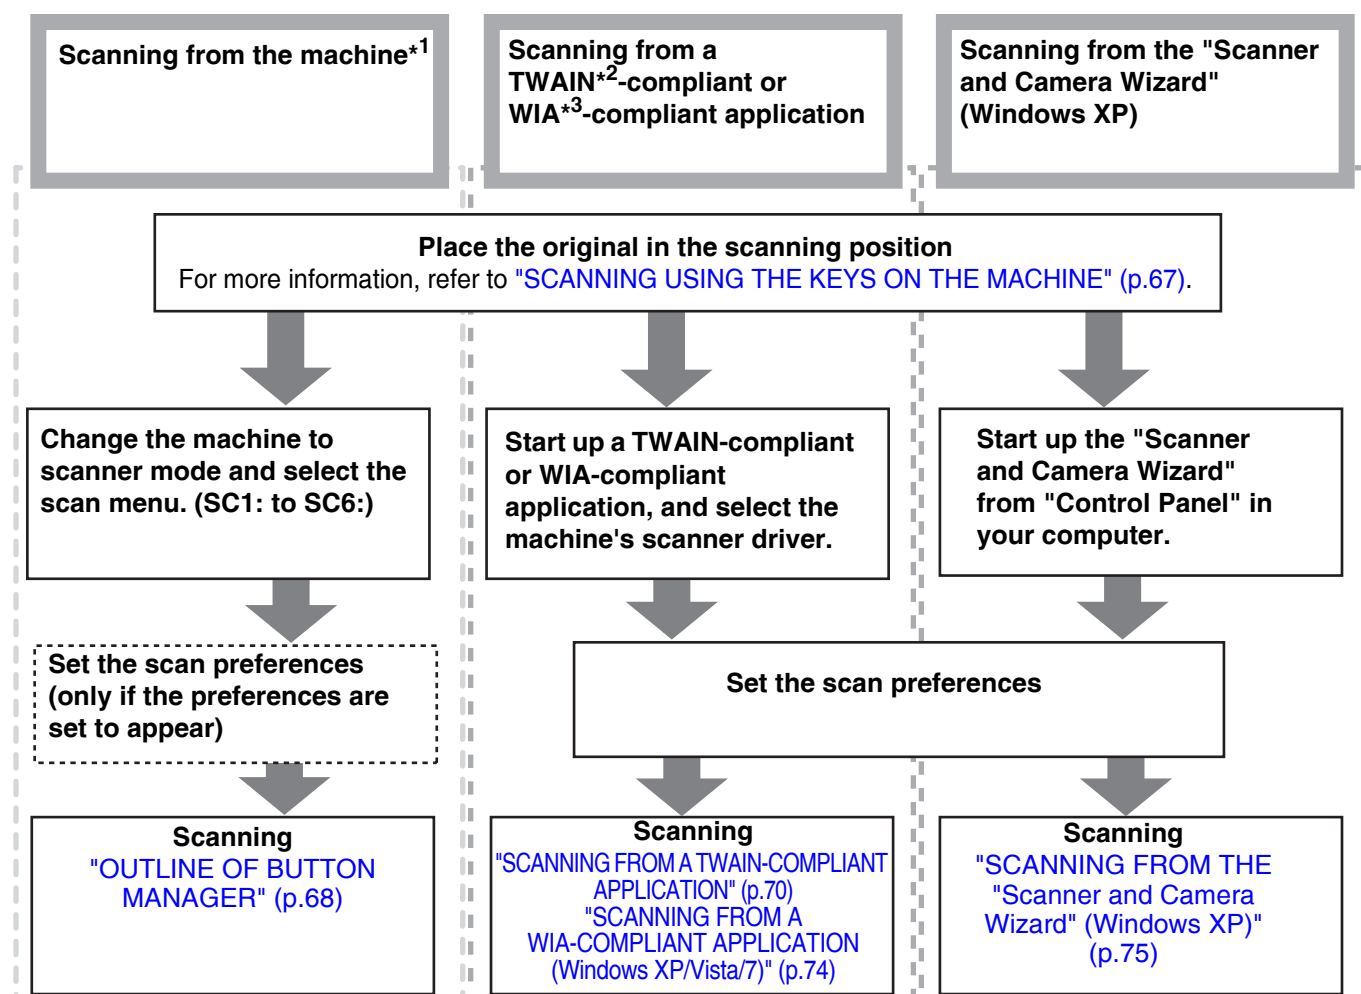 Scanning from the machine*1
Scanning from a
TWAIN*2-compliant or
WIA*3-compliant application
Scanning from the "Scanner
and Camera Wizard"
(Windows XP)
Place the original in the scanning position
For more information, refer to "SCANNING USING THE KEYS ON THE MACHINE" (p.67).
Change the machine to
scanner mode and select the
scan menu. (SC1: to SC6:)
Start up a TWAIN-compliant
or WIA-compliant
application, and select the
machine's scanner driver.
Start up the "Scanner
and Camera Wizard"
from "Control Panel" in
your computer.
Set the scan preferences
(only if the preferences are
set to appear)
Set the scan preferences
Scanning
"OUTLINE OF BUTTON
MANAGER" (p.68)
Scanning
"SCANNING FROM A TWAIN-COMPLIANT
APPLICATION" (p.70)
"SCANNING FROM A
WIA-COMPLIANT APPLICATION
(Windows XP/Vista/7)" (p.74)
Scanning
"SCANNING FROM THE
"Scanner and Camera
Wizard" (Windows XP)"
(p.75)